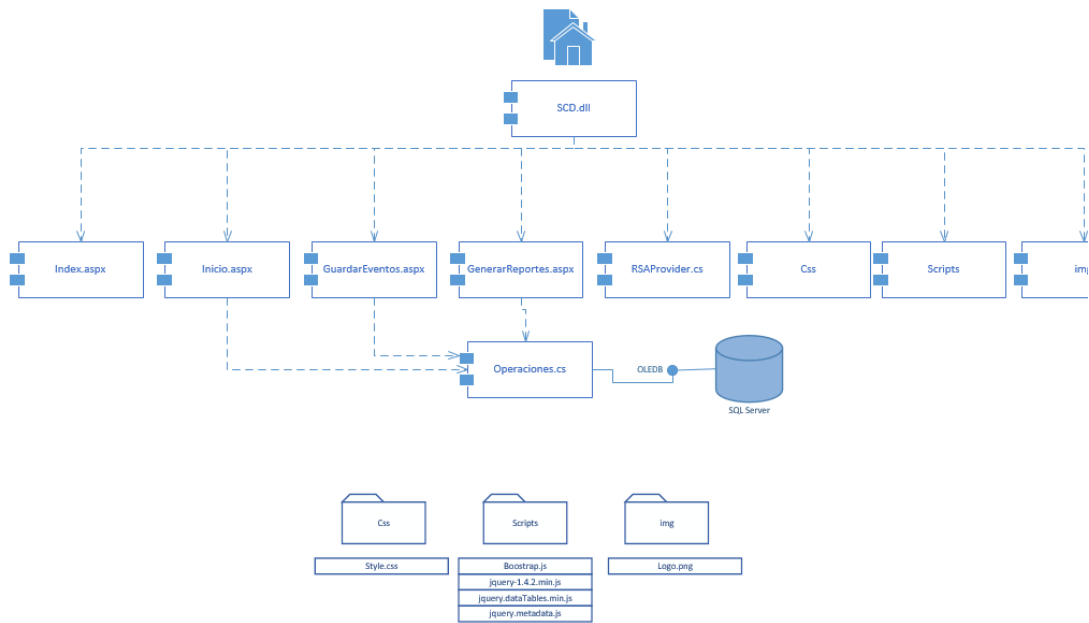 SCD.dll
Index.aspx
Inicio.aspx
GuardarEventos.aspx
GenerarReportes.aspx
RSAProvider.cs
Css
Scripts
img
Operaciones.cs
OLEDB
SQL Server
Css
Scripts
img
Style.css
Boostrap.js
Logo.png
jquery-1.4.2.min.js
jquery.dataTables.min.js
jquery.metadata.js